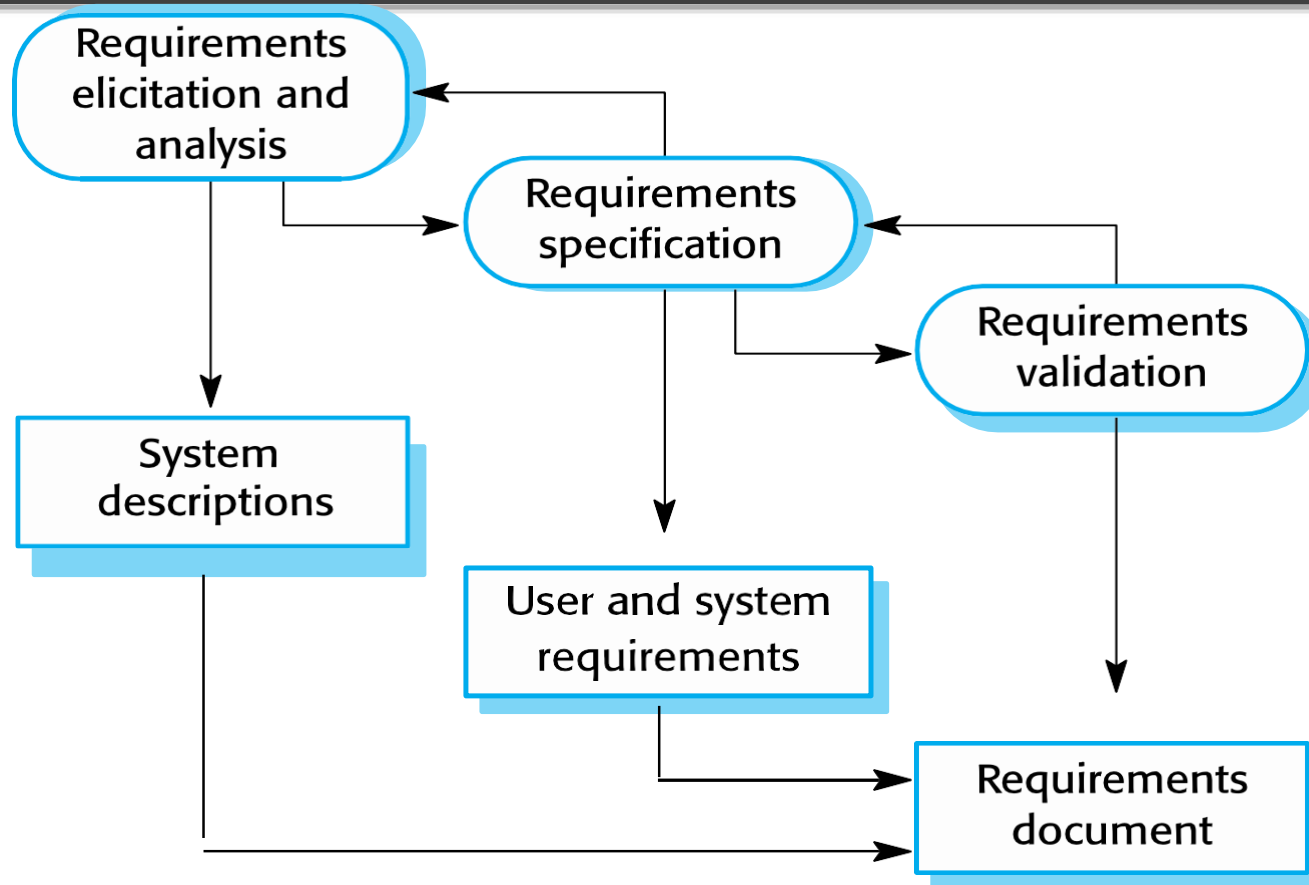 Requirements
elicitation and
analysis
Requirements
specification
Requirements
validation
System
descriptions
User and system
requirements
Requirements
document